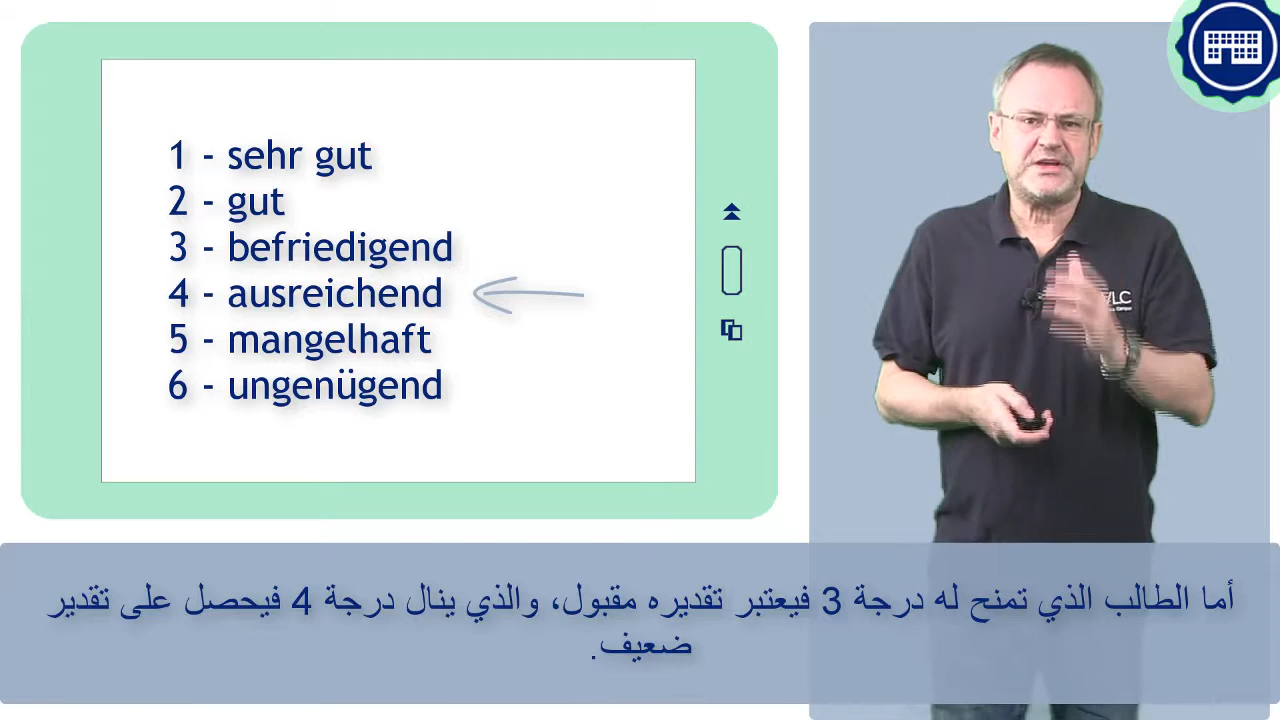 1 - sehr gut
2 - gut
3 - befriedigend
4 - ausreichend
5 - mangelhaft
6 - ungenügend
أما الطالب الذي تمنح له درجة 3 فيعتبر تقديره مقبول، والذي ينال درجة 4 فيحصل على تقدير
ضعيف.